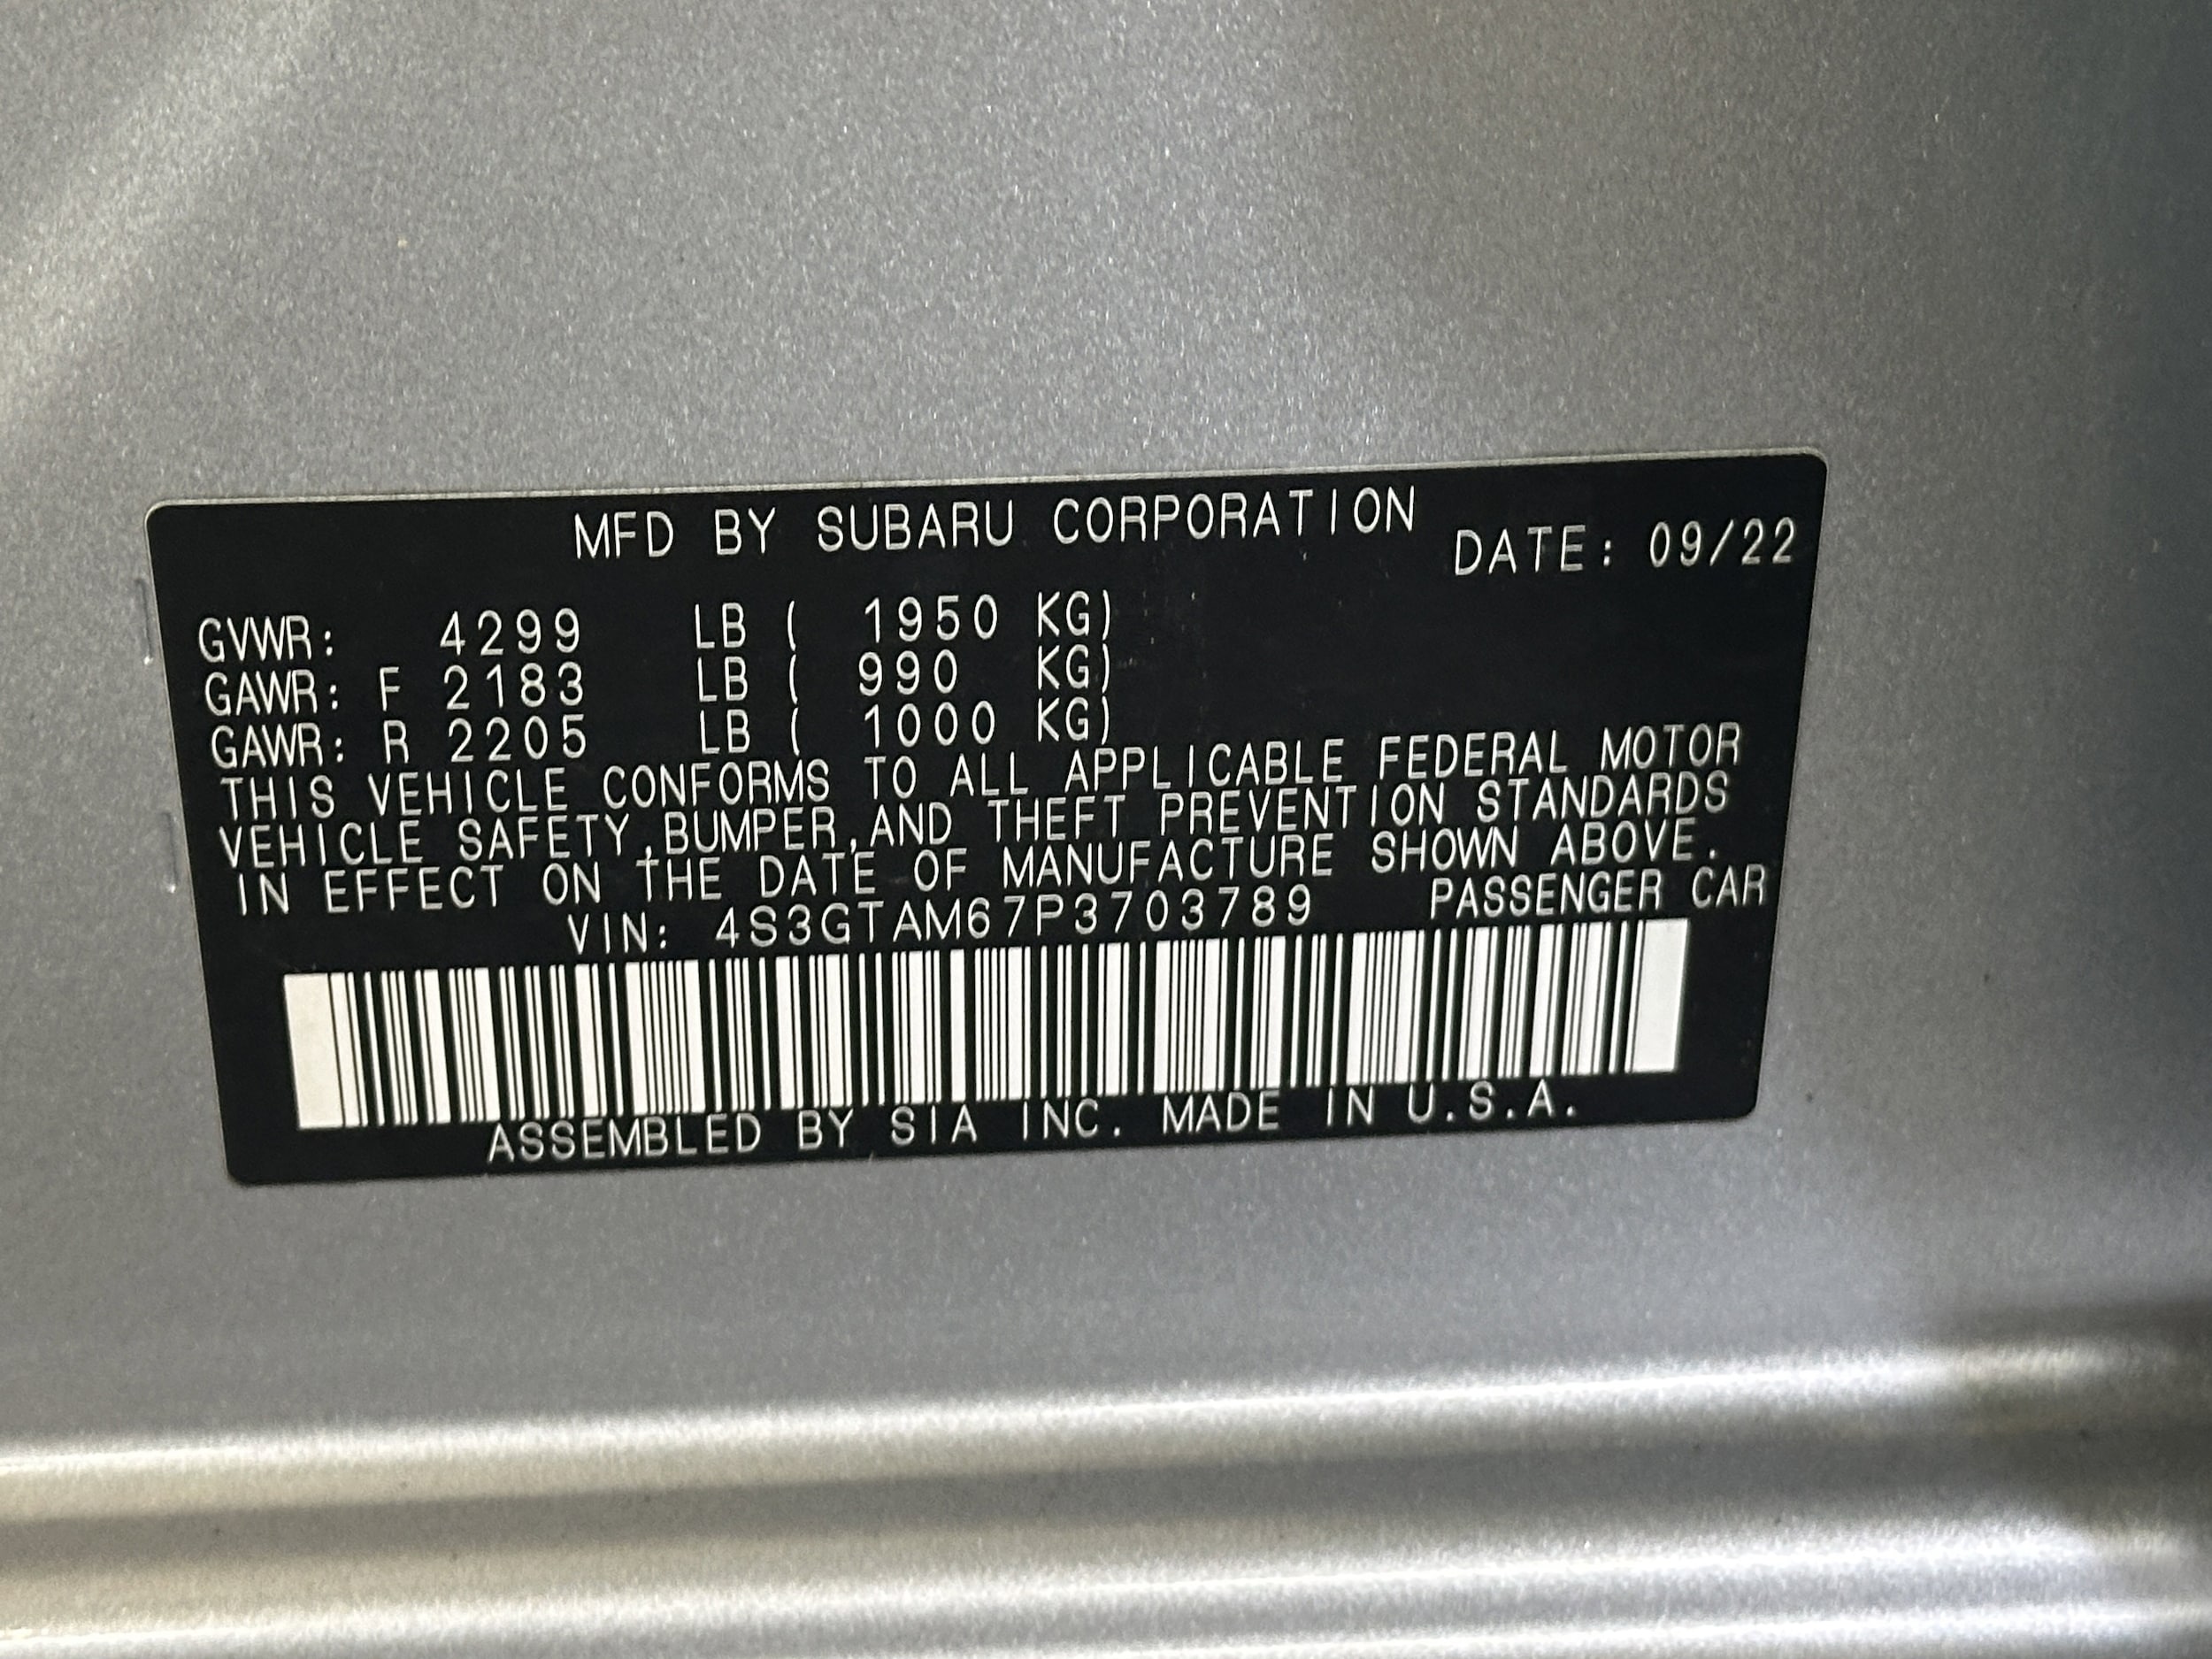 MFD BY SUBARU CORPORATION
DATE: 09/22
GVWR: 4299 LB ( 1950 KG)
GAWR: F 2183 LB ( 990 KG)
GAWR: R 2205 LB ( 1000 KG)
THIS VEHICLE CONFORMS TO ALL APPLICABLE FEDERAL MOTOR
VEHICLE SAFETY,BUMPER,AND THEFT PREVENTION STANDARDS
IN EFFECT ON THE DATE OF MANUFACTURE SHOWN ABOVE.
VIN: 4S3GTAM67P3703789 PASSENGER CAR
ASSEMBLED BY SIA INC. MADE IN U.S.A.